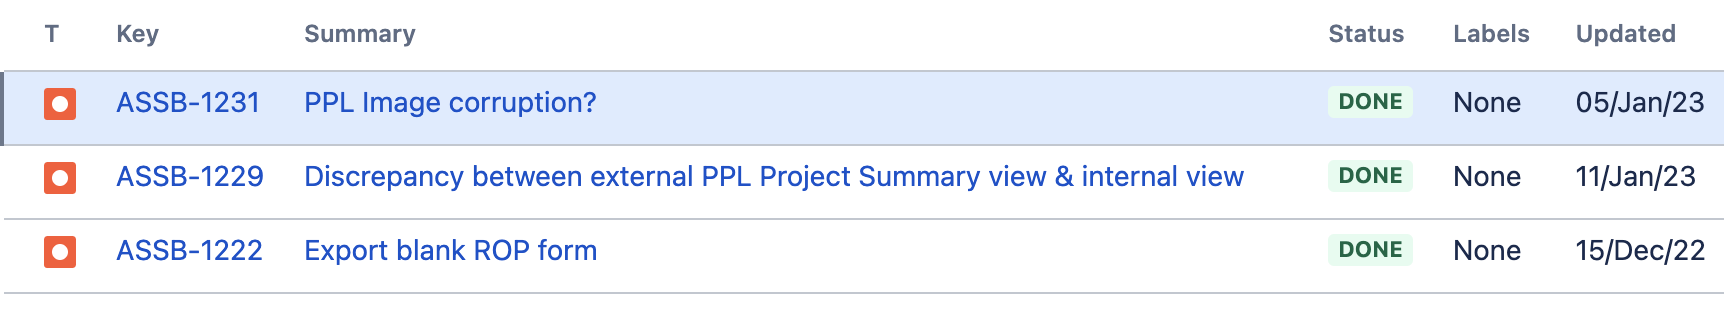 T Key Summary Status Labels Updated
ASSB-1231 PPL Image corruption? DONE None 05/Jan/23
ASSB-1229 Discrepancy between external PPL Project Summary view & internal view DONE None 11/Jan/23
ASSB-1222 Export blank ROP form DONE None 15/Dec/22